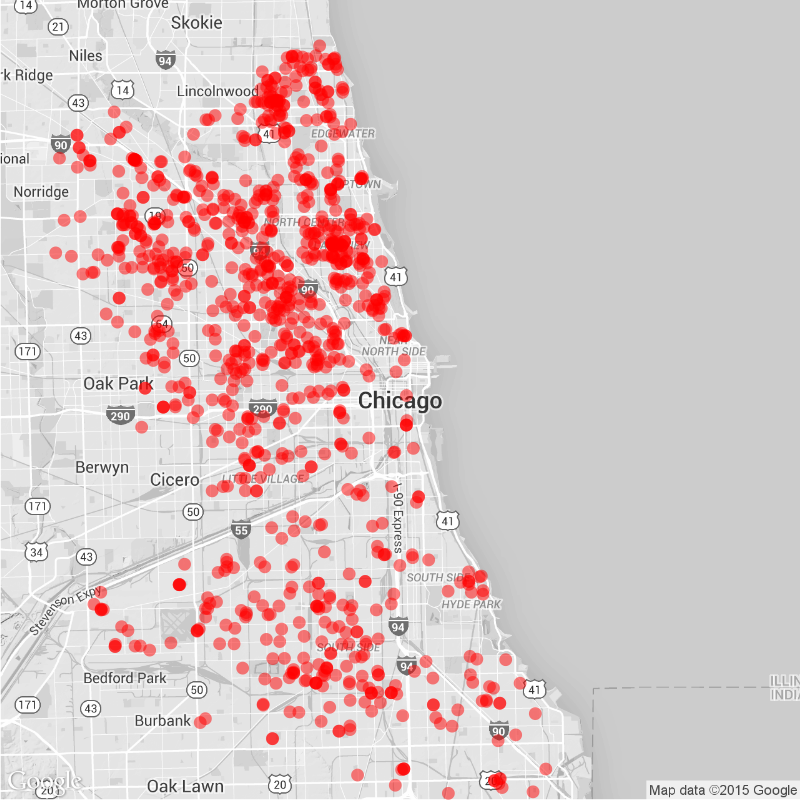 14
Morton Grove
21
Skokie
Niles
94
rk Ridge
14
Lincolnwood
43
41
EDGEWATER
90
ional
Norridge
PTOWN
19
NORTH CENTER
VIEW
50
41
90
64
43
NEAR
NORTH SIDE
171
50
Oak Park
290
290
Chicago
Berwyn
Cicero
LITTLE VILLAGE
171
50
I-90 Express
41
55
34
43
SOUTH SIDE
Stevenson Expy
HYDE PARK
94
SOUTH SIDE
94
Bedford Park
50
41
ILLIN
INDIA
171
43
Burbank
90
Google
20
Oak Lawn
20
20
Map data ©2015 Google